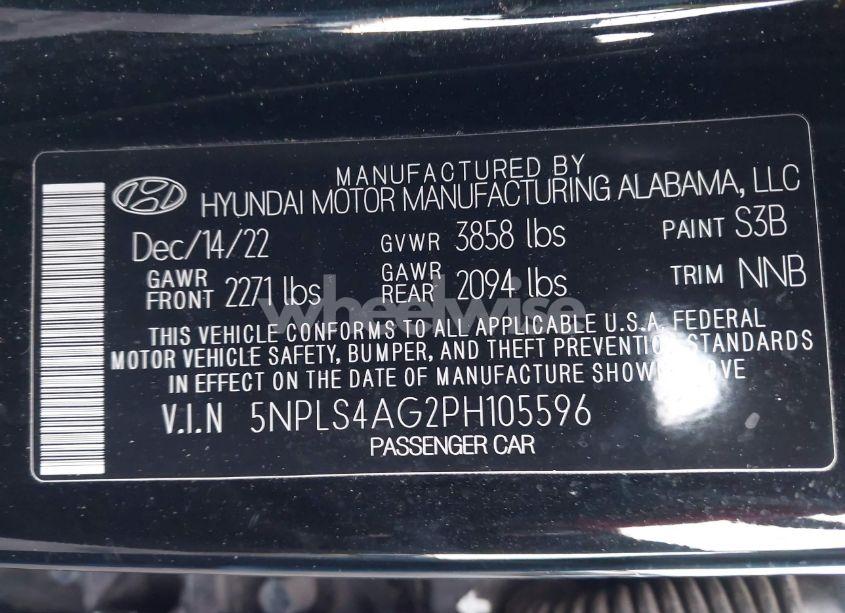 MANUFACTURED BY
HYUNDAI MOTOR MANUFACTURING ALABAMA, LLC
Dec/14/22 GVWR 3858 lbs PAINT S3B
GAWR FRONT 2271 lbs GAWR REAR 2094 lbs TRIM NNB
wheelwise
THIS VEHICLE CONFORMS TO ALL APPLICABLE U.S.A. FEDERAL
MOTOR VEHICLE SAFETY, BUMPER, AND THEFT PREVENTION STANDARDS
IN EFFECT ON THE DATE OF MANUFACTURE SHOWN ABOVE
V.I.N 5NPLS4AG2PH105596
PASSENGER CAR